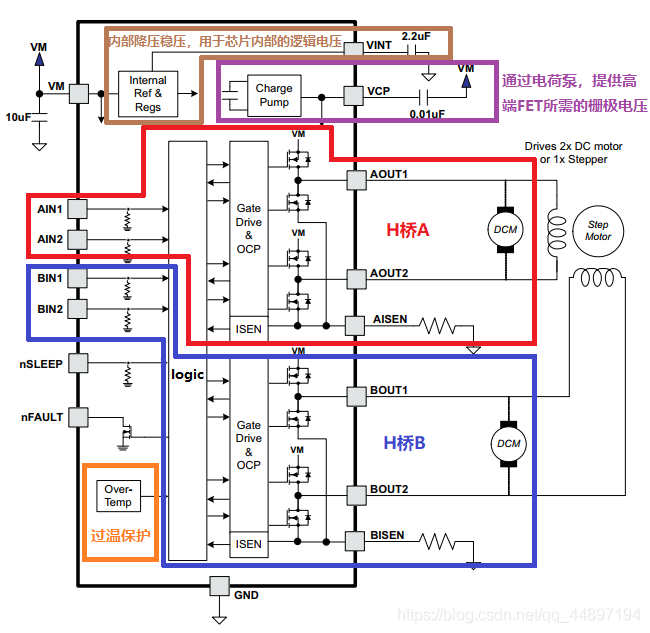 内部降压稳压，用于芯片内部的逻辑电压
VINT
2.2uF
VM
VM
Internal
Ref &
Regs
Charge
Pump
VCP
VM
0.01uF
10uF
通过电荷泵，提供高
端FET所需的栅极电压
Drives 2x DC motor
or 1x Stepper
VM
AOUT1
AIN1
AIN2
Gate
Drive
&
OCP
VM
H桥A
DCM
Step
Motor
AOUT2
BIN1
BIN2
ISEN
AISEN
VM
nSLEEP
logic
BOUT1
nFAULT
Gate
Drive
&
OCP
VM
H桥B
DCM
Over-
Temp
BOUT2
过温保护
ISEN
BISEN
GND
https://blog.csdn.net/qq_44897194